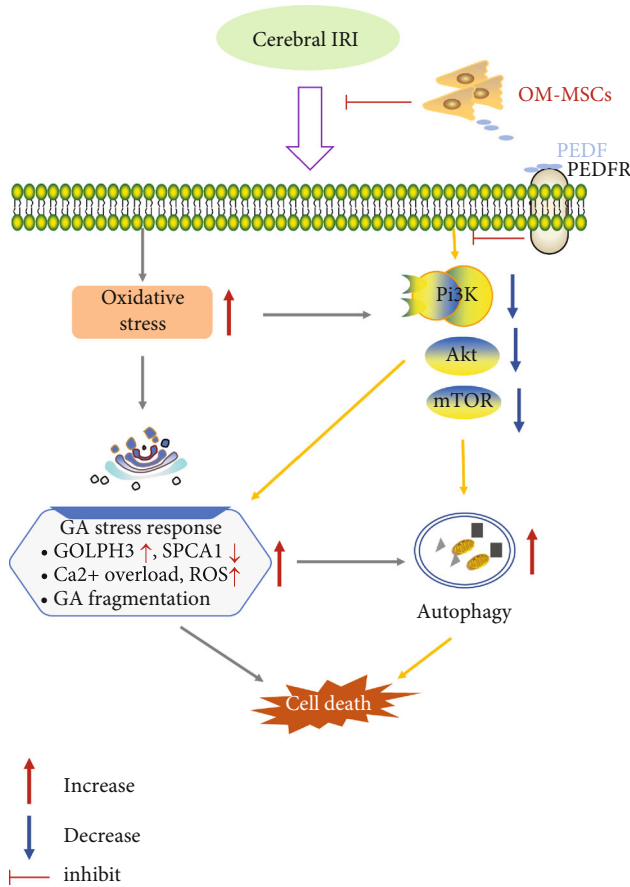 Cerebral IRI
OM-MSCs
PEDF
PEDFR
Oxidative
stress
Pi3K
Akt
mTOR
GA stress response
• GOLPH3 ↑, SPCA1 ↓
• Ca2+ overload, ROS↑
• GA fragmentation
Autophagy
Cell death
Increase
Decrease
inhibit